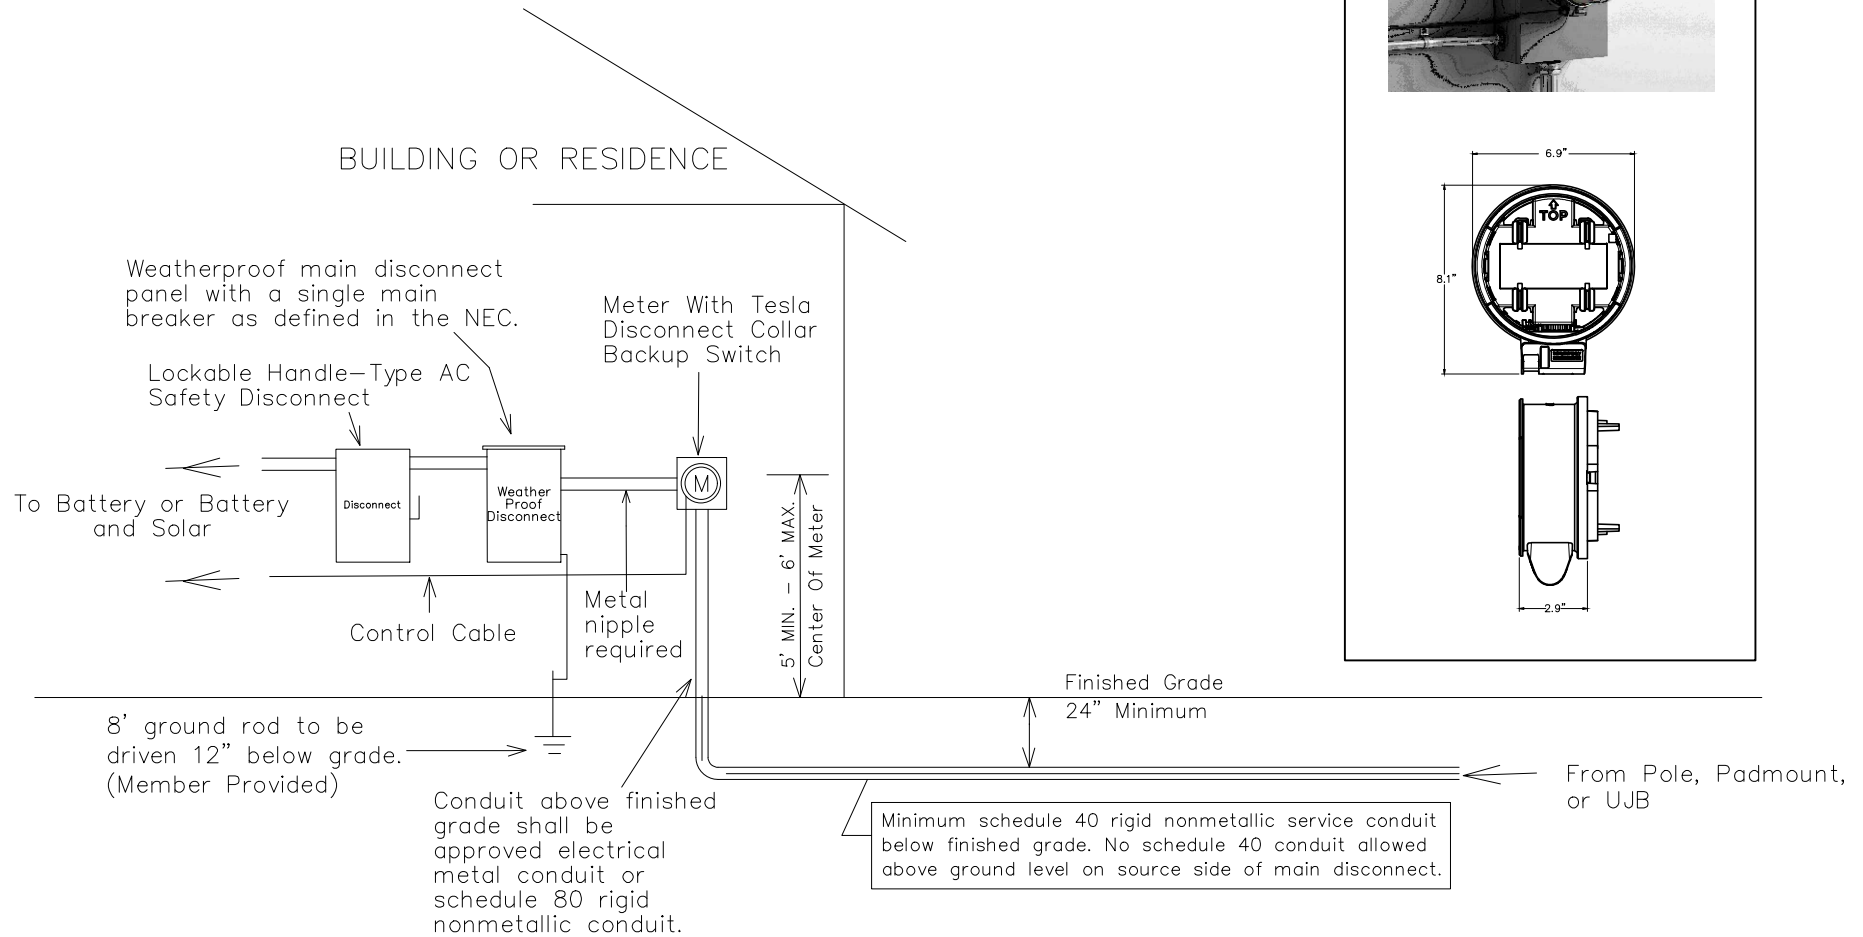 BUILDING OR RESIDENCE
6.9"
TOP
8.1"
2.9"
Weatherproof main disconnect
panel with a single main
breaker as defined in the NEC.
Meter With Tesla
Disconnect Collar
Backup Switch
Lockable Handle-Type AC
Safety Disconnect
To Battery or Battery
and Solar
Disconnect
Weather
Proof
Disconnect
M
5' MIN. - 6' MAX.
Center Of Meter
Control Cable
Metal
nipple
required
Finished Grade
24" Minimum
8' ground rod to be
driven 12" below grade.
(Member Provided)
Conduit above finished
grade shall be
approved electrical
metal conduit or
schedule 80 rigid
nonmetallic conduit.
Minimum schedule 40 rigid nonmetallic service conduit
below finished grade. No schedule 40 conduit allowed
above ground level on source side of main disconnect.
From Pole, Padmount,
or UJB